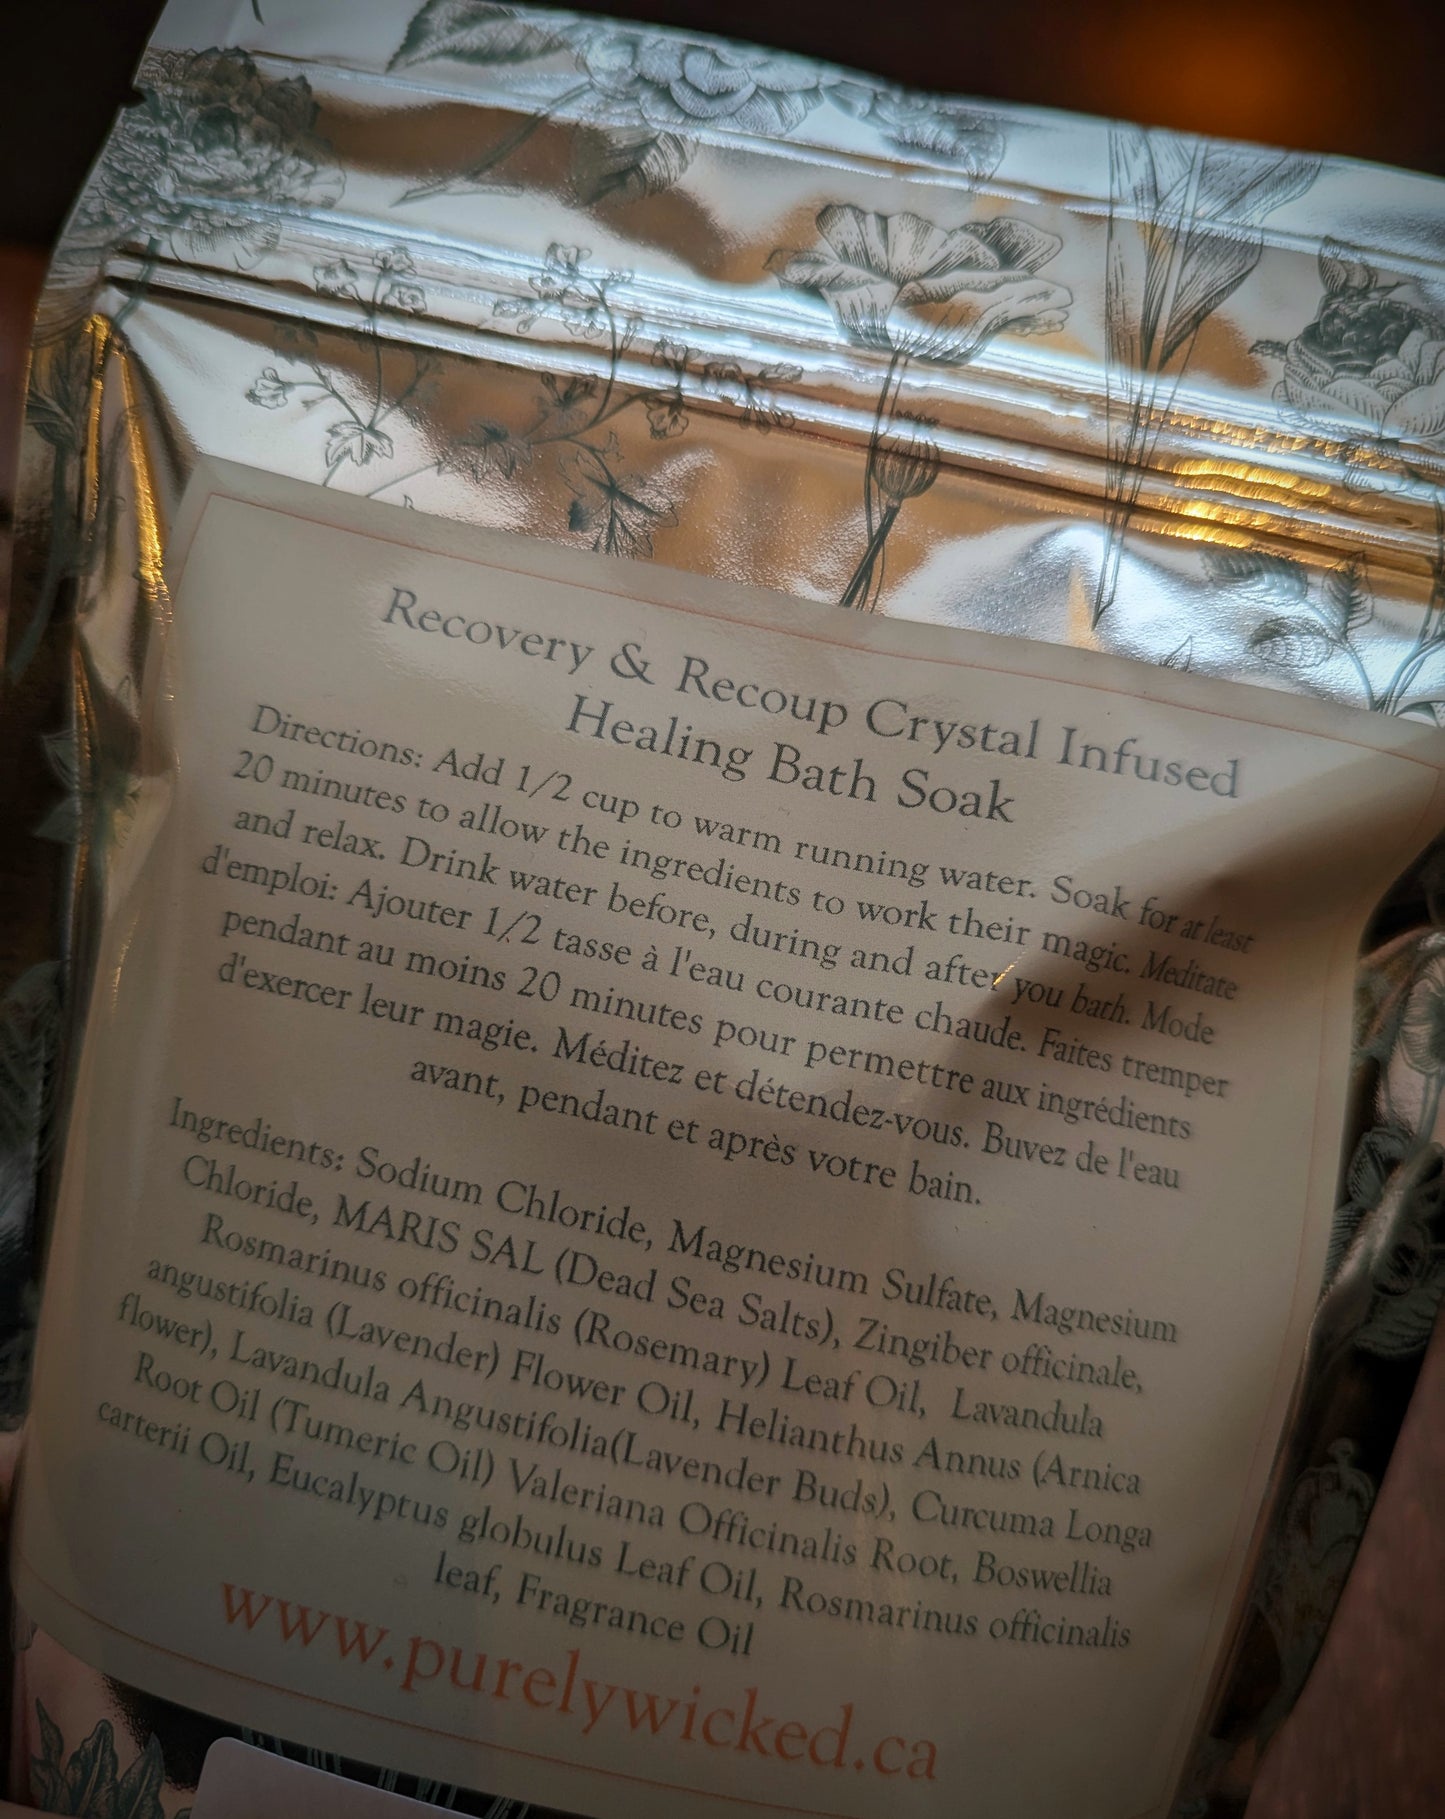 Recovery & Recoup Crystal Infused
Healing Bath Soak
Directions: Add 1/2 cup to warm running water. Soak for at least
20 minutes to allow the ingredients to work their magic. Meditate
and relax. Drink water before, during and after you bath. Mode
d'emploi: Ajouter 1/2 tasse à l'eau courante chaude. Faites tremper
pendant au moins 20 minutes pour permettre aux ingrédients
d'exercer leur magie. Méditez et détendez-vous. Buvez de l'eau
avant, pendant et après votre bain.
Ingredients: Sodium Chloride, Magnesium Sulfate, Magnesium
Chloride, MARIS SAL (Dead Sea Salts), Zingiber officinale,
Rosmarinus officinalis (Rosemary) Leaf Oil, Lavandula
angustifolia (Lavender) Flower Oil, Helianthus Annus (Arnica
flower), Lavandula Angustifolia(Lavender Buds), Curcuma Longa
Root Oil (Tumeric Oil) Valeriana Officinalis Root, Boswellia
carterii Oil, Eucalyptus globulus Leaf Oil, Rosmarinus officinalis
leaf, Fragrance Oil
www.purelywicked.ca